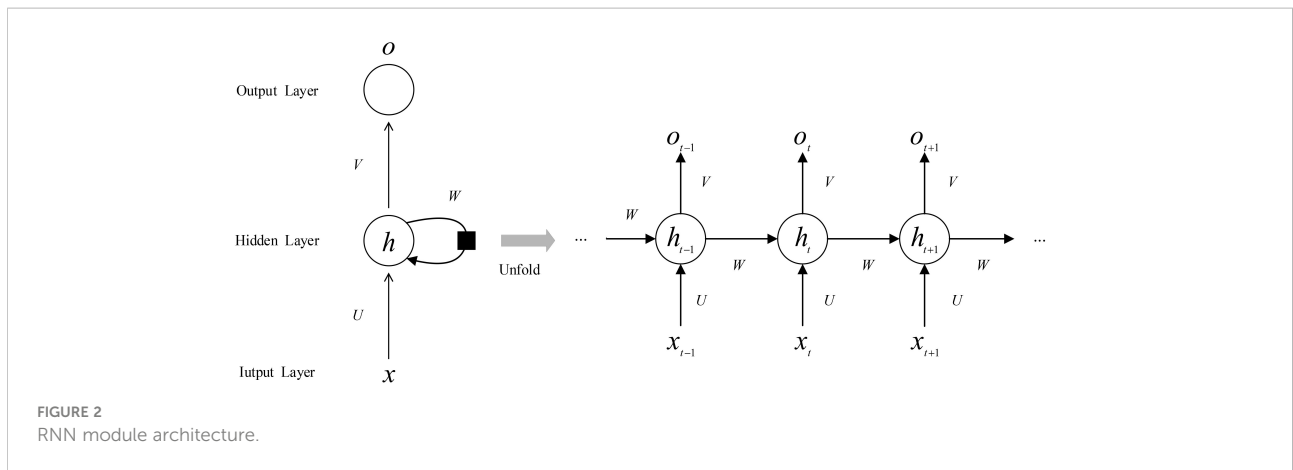 o
Output Layer
V
W
Hidden Layer
h
Unfold
U
Iutput Layer
x
o_{t-1} o_t o_{t+1}
V V V
... W h_{t-1} h_t h_{t+1} ...
W W W
U U U
x_{t-1} x_t x_{t+1}
FIGURE 2
RNN module architecture.